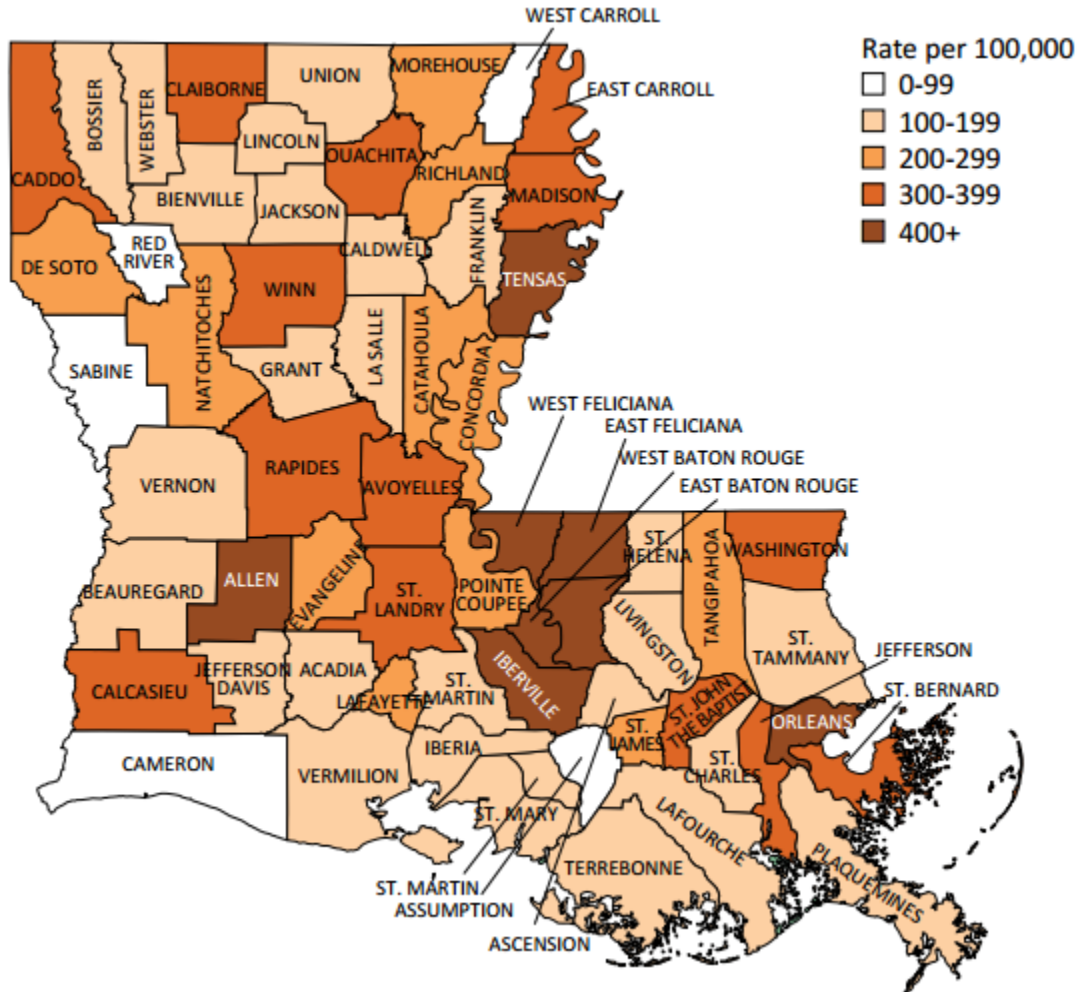 WEST CARROLL
Rate per 100,000
0-99
100-199
200-299
300-399
400+
MOREHOUSE
UNION
CLAIBORNE
EAST CARROLL
BOSSIER
WEBSTER
LINCOLN
OUACHITA
RICHLAND
CADDO
MADISON
BIENVILLE
JACKSON
FRANKLIN
RED
RIVER
CALDWELL
DE SOTO
TENSAS
WINN
NATCHITOCHES
LA SALLE
CATAHOULA
GRANT
SABINE
CONCORDIA
WEST FELICIANA
EAST FELICIANA
WEST BATON ROUGE
EAST BATON ROUGE
RAPIDES
AVOYELLES
VERNON
ST.
HELENA
WASHINGTON
TANGIPAHOA
ALLEN
BEAUREGARD
EVANGELINE
ST.
LANDRY
POINTE
COUPEE
LIVINGSTON
ST.
TAMMANY
JEFFERSON
ST. BERNARD
CALCASIEU
JEFFERSON
DAVIS
ACADIA
LAFAYETTE
ST.
MARTIN
IBERVILLE
ST. JOHN
THE BAPTIST
ORLEANS
ST.
JAMES
ST.
CHARLES
CAMERON
VERMILION
IBERIA
ST. MARY
LAFOURCHE
TERREBONNE
PLAQUEMINES
ST. MARTIN
ASSUMPTION
ASCENSION